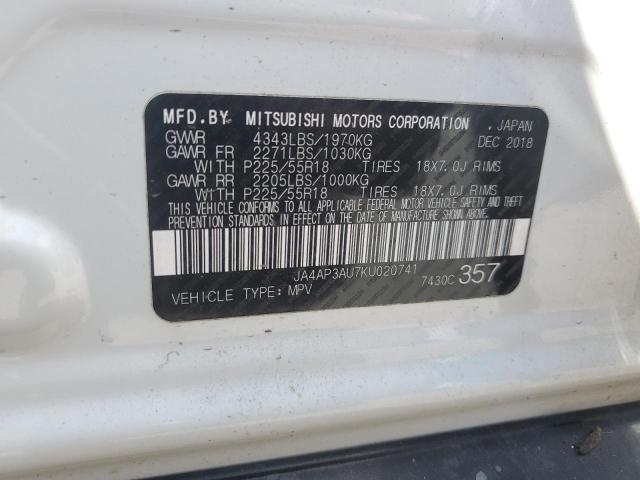 MFD. BY MITSUBISHI MOTORS CORPORATION . JAPAN
GVWR 4343LBS/1970KG DEC 2018
GAWR FR 2271LBS/1030KG
WITH P225/55R18 TIRES 18X7.0J RIMS
GAWR RR 2205LBS/1000KG
WITH P225/55R18 TIRES 18X7.0J RIMS
THIS VEHICLE CONFORMS TO ALL APPLICABLE FEDERAL MOTOR VEHICLE SAFETY AND THEFT
PREVENTION STANDARDS IN EFFECT ON THE DATE OF MANUFACTURE SHOWN ABOVE.
JA4AP3AU7KU020741
VEHICLE TYPE: MPV 7430C 357